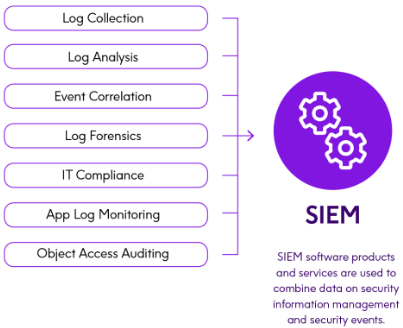 Log Collection
Log Analysis
Event Correlation
Log Forensics
IT Compliance
App Log Monitoring
Object Access Auditing
SIEM
SIEM software products
and services are used to
combine data on security
information management
and security events.